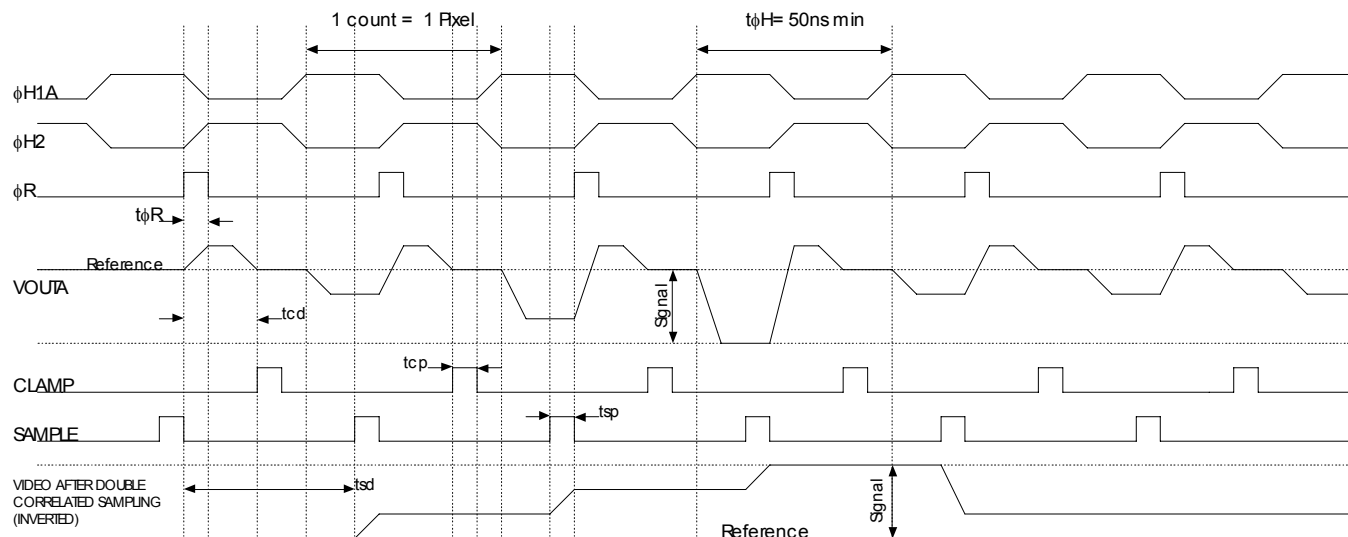 1 count = 1 Pixel
tϕH= 50ns min
ϕH1A
ϕH2
ϕR
tϕR
Reference
VOUTA
tcd
Signal
tcp
CLAMP
tsp
SAMPLE
VIDEO AFTER DOUBLE
CORRELATED SAMPLING
(INVERTED)
tsd
Signal
Reference